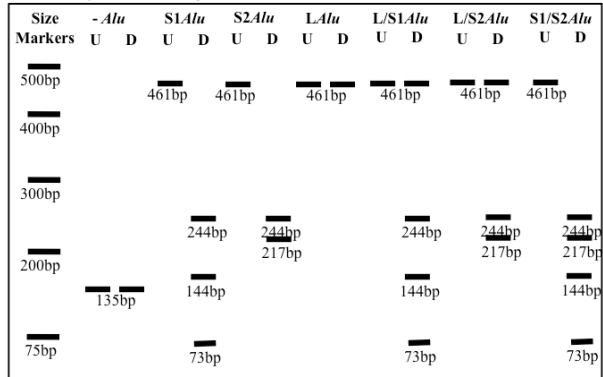 Size - Alu S1Alu S2Alu LAlu L/S1Alu L/S2Alu S1/S2Alu
Markers U D U D U D U D U D U D U D
500bp 461bp 461bp 461bp 461bp 461bp 461bp
400bp
300bp
244bp 244bp 244bp 244bp 244bp
217bp 217bp 217bp
200bp
135bp 144bp 144bp 144bp
75bp 73bp 73bp 73bp